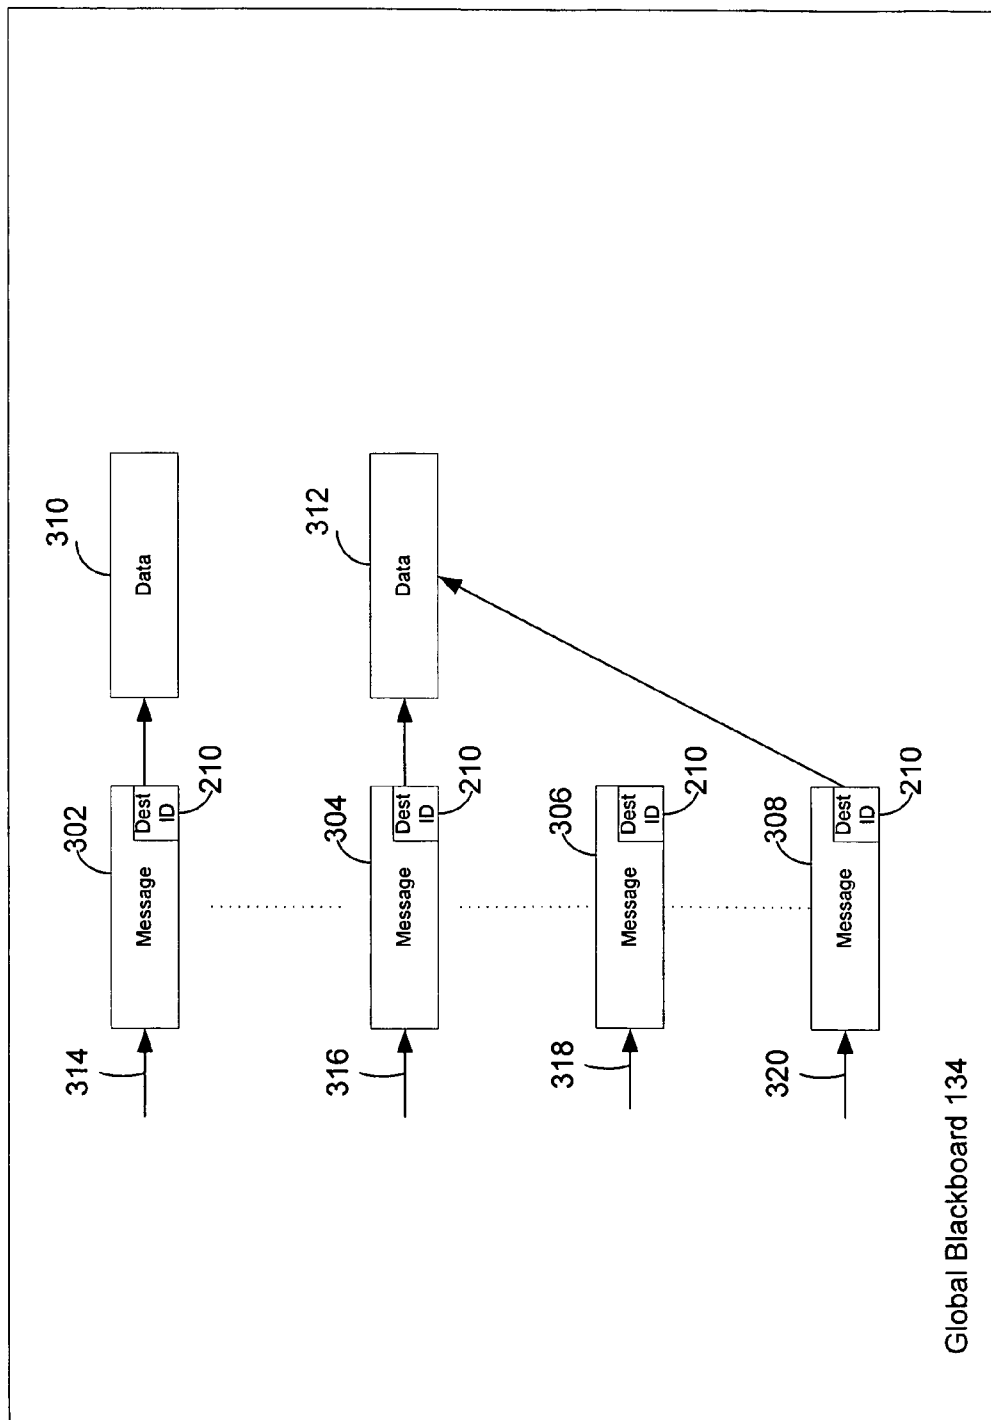 302
310
314
Message
Dest
ID
Data
210
304
312
316
Message
Dest
ID
Data
210
306
318
Message
Dest
ID
210
308
320
Message
Dest
ID
210
Global Blackboard 134